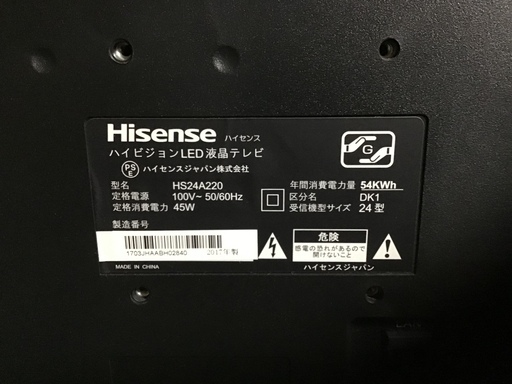 Hisense ハイセンス
ハイビジョンLED液晶テレビ
PS
E ハイセンスジャパン株式会社
G
型名 HS24A220
定格電源 100V~ 50/60Hz
定格消費電力 45W
年間消費電力量 54KWh
区分名 DK1
受信機型サイズ 24 型
製造番号
1703JHAABH02840 2017年製
MADE IN CHINA
危険
感電の恐れがあるので
開けないこと
ハイセンスジャパン